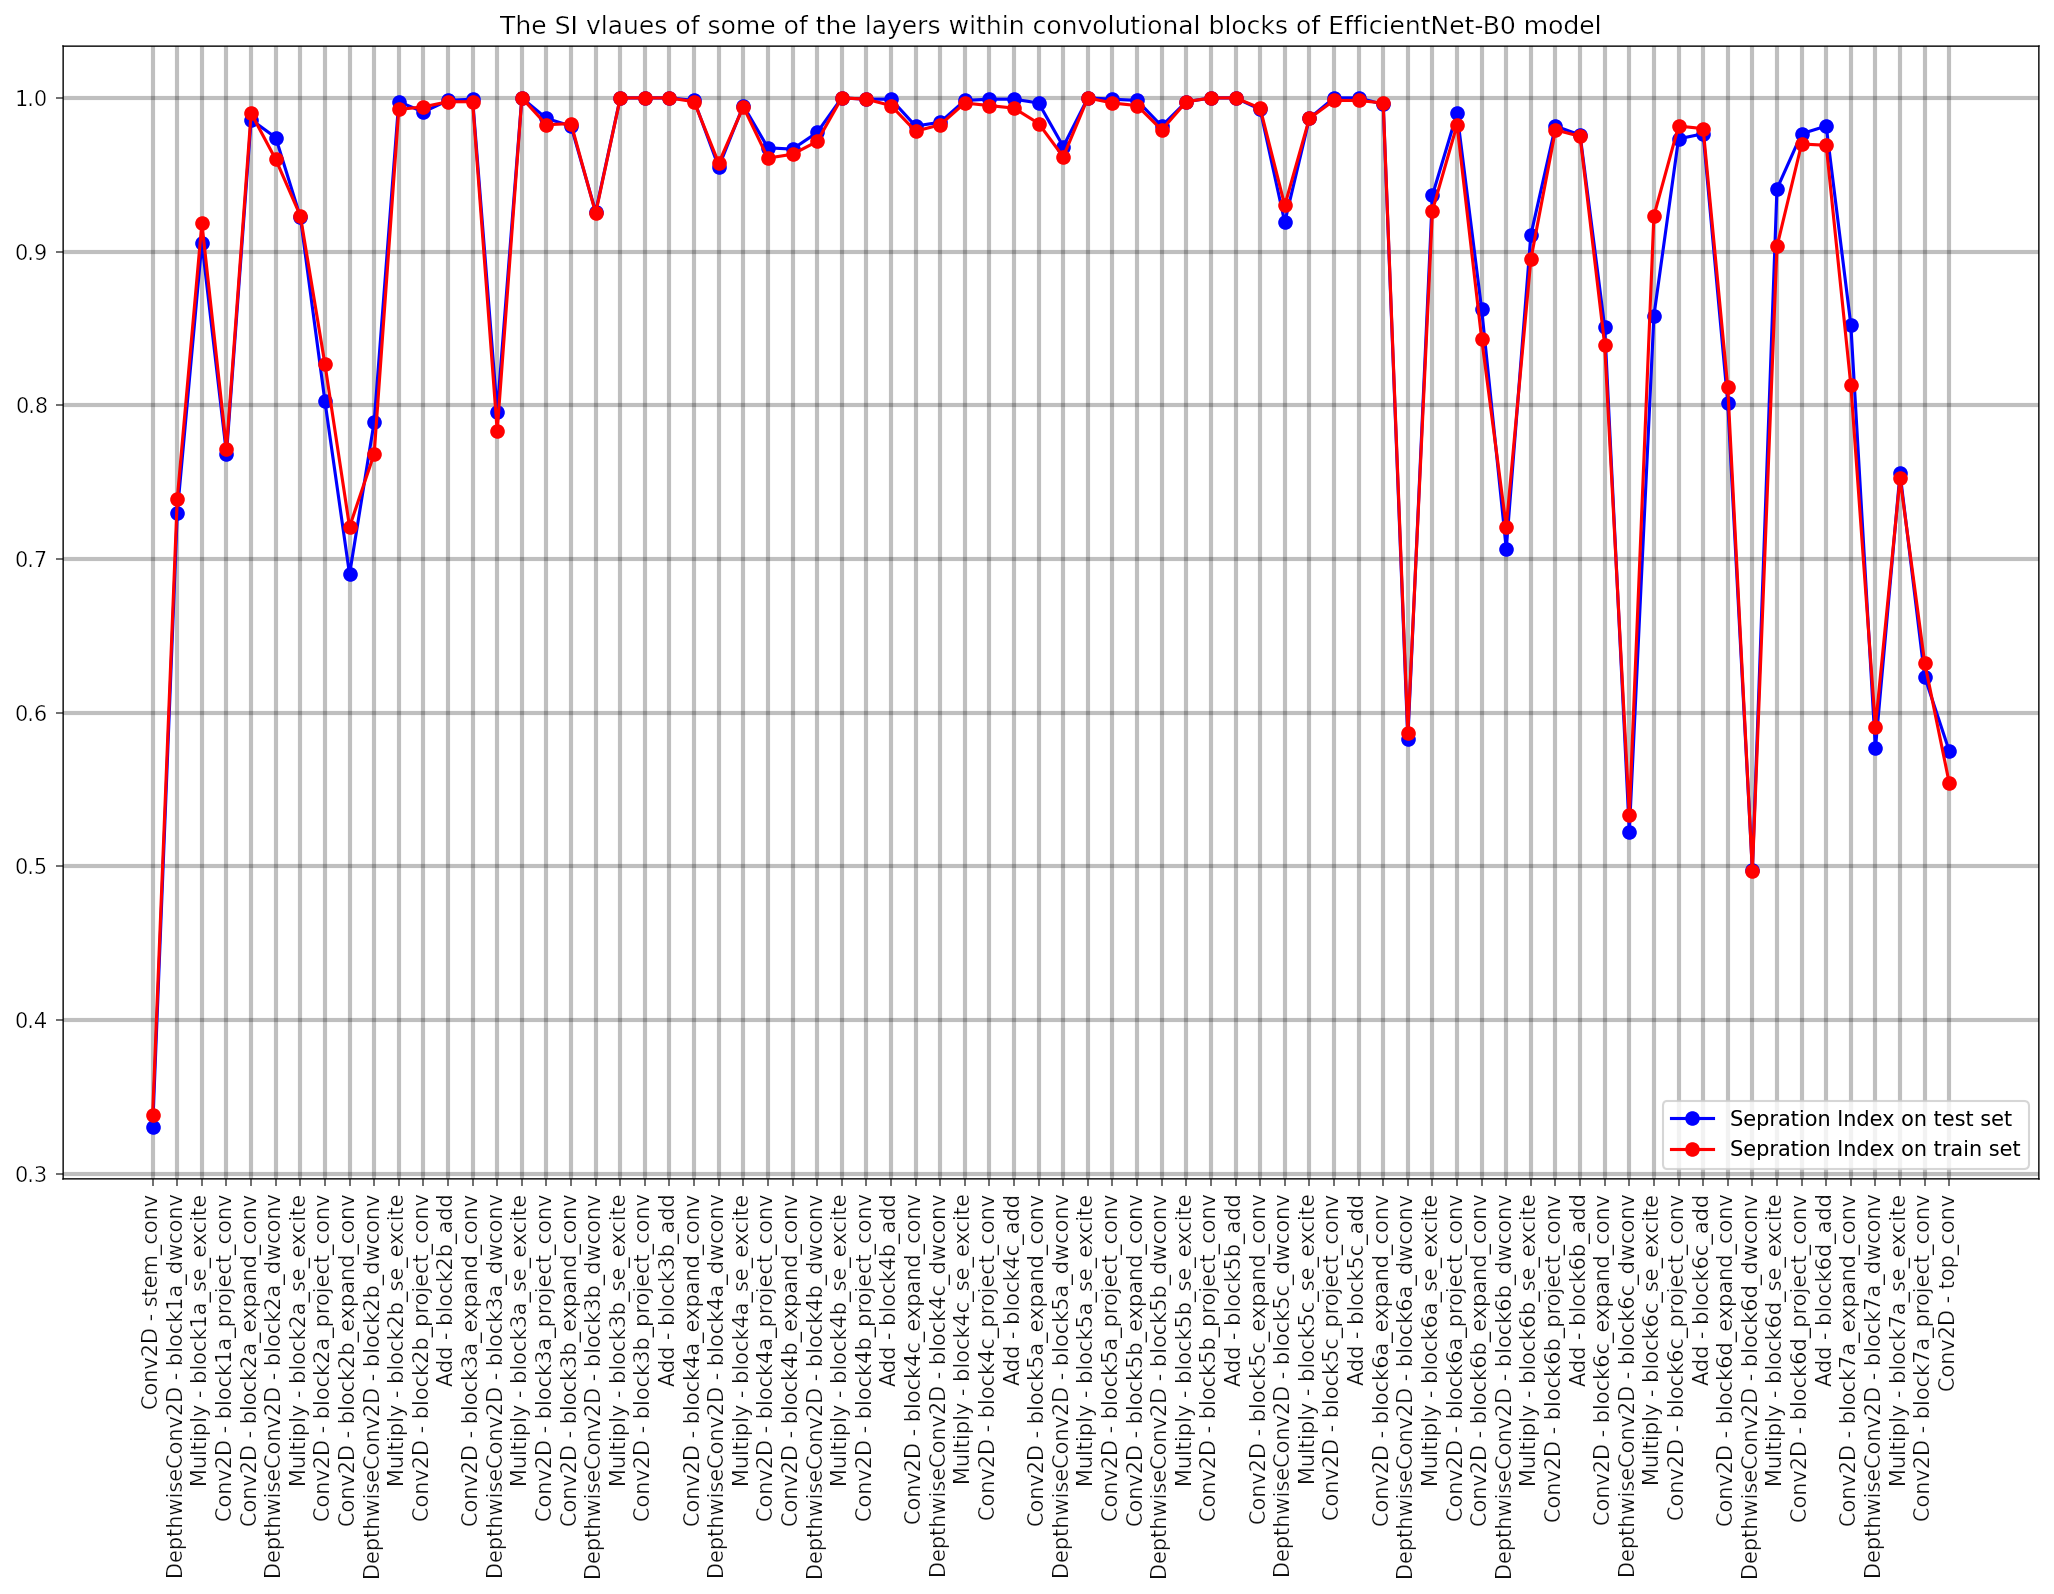 The SI vlaues of some of the layers within convolutional blocks of EfficientNet-B0 model
1.0
0.9
0.8
0.7
0.6
0.5
0.4
0.3
Sepration Index on test set
Sepration Index on train set
Conv2D - stem_conv
DepthwiseConv2D - block1a_dwconv
Multiply - block1a_se_excite
Conv2D - block1a_project_conv
Conv2D - block2a_expand_conv
DepthwiseConv2D - block2a_dwconv
Multiply - block2a_se_excite
Conv2D - block2a_project_conv
Conv2D - block2b_expand_conv
DepthwiseConv2D - block2b_dwconv
Multiply - block2b_se_excite
Conv2D - block2b_project_conv
Add - block2b_add
Conv2D - block3a_expand_conv
DepthwiseConv2D - block3a_dwconv
Multiply - block3a_se_excite
Conv2D - block3a_project_conv
Conv2D - block3b_expand_conv
DepthwiseConv2D - block3b_dwconv
Multiply - block3b_se_excite
Conv2D - block3b_project_conv
Add - block3b_add
Conv2D - block4a_expand_conv
DepthwiseConv2D - block4a_dwconv
Multiply - block4a_se_excite
Conv2D - block4a_project_conv
Conv2D - block4b_expand_conv
DepthwiseConv2D - block4b_dwconv
Multiply - block4b_se_excite
Conv2D - block4b_project_conv
Add - block4b_add
Conv2D - block4c_expand_conv
DepthwiseConv2D - block4c_dwconv
Multiply - block4c_se_excite
Conv2D - block4c_project_conv
Add - block4c_add
Conv2D - block5a_expand_conv
DepthwiseConv2D - block5a_dwconv
Multiply - block5a_se_excite
Conv2D - block5a_project_conv
Conv2D - block5b_expand_conv
DepthwiseConv2D - block5b_dwconv
Multiply - block5b_se_excite
Conv2D - block5b_project_conv
Add - block5b_add
Conv2D - block5c_expand_conv
DepthwiseConv2D - block5c_dwconv
Multiply - block5c_se_excite
Conv2D - block5c_project_conv
Add - block5c_add
Conv2D - block6a_expand_conv
DepthwiseConv2D - block6a_dwconv
Multiply - block6a_se_excite
Conv2D - block6a_project_conv
Conv2D - block6b_expand_conv
DepthwiseConv2D - block6b_dwconv
Multiply - block6b_se_excite
Conv2D - block6b_project_conv
Add - block6b_add
Conv2D - block6c_expand_conv
DepthwiseConv2D - block6c_dwconv
Multiply - block6c_se_excite
Conv2D - block6c_project_conv
Add - block6c_add
Conv2D - block6d_expand_conv
DepthwiseConv2D - block6d_dwconv
Multiply - block6d_se_excite
Conv2D - block6d_project_conv
Add - block6d_add
Conv2D - block7a_expand_conv
DepthwiseConv2D - block7a_dwconv
Multiply - block7a_se_excite
Conv2D - block7a_project_conv
Conv2D - top_conv